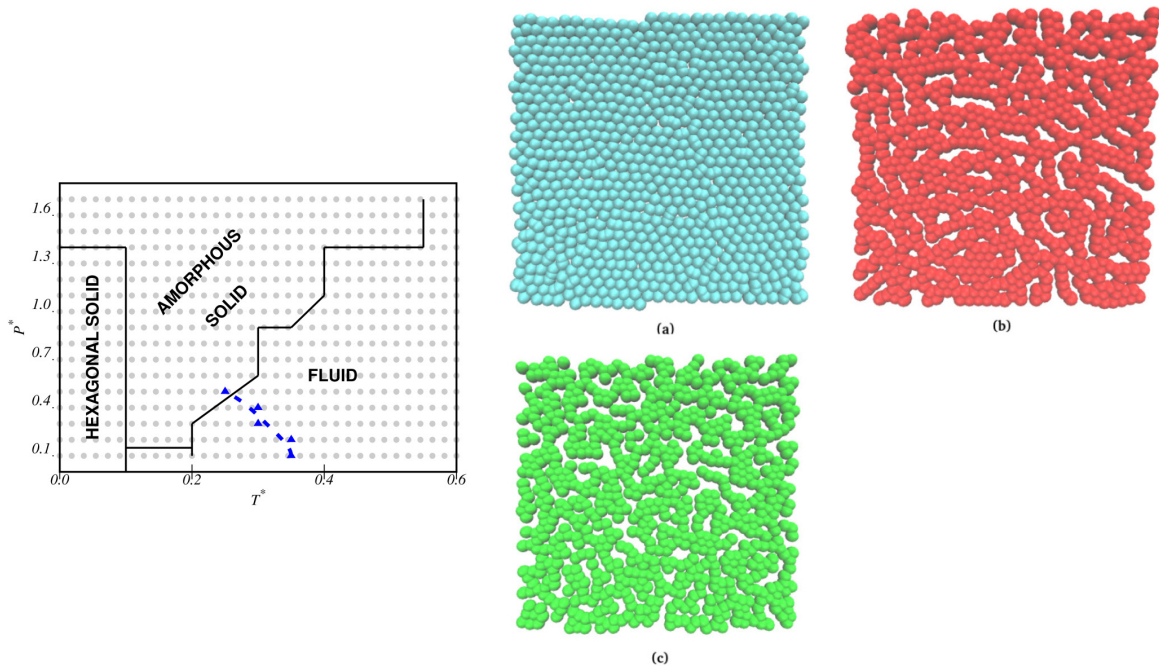 1.6
1.3
1.0
0.7
0.4
0.1
P*
HEXAGONAL SOLID
AMORPHOUS
SOLID
FLUID
0.0
0.2
0.4
0.6
T*
(a)
(b)
(c)